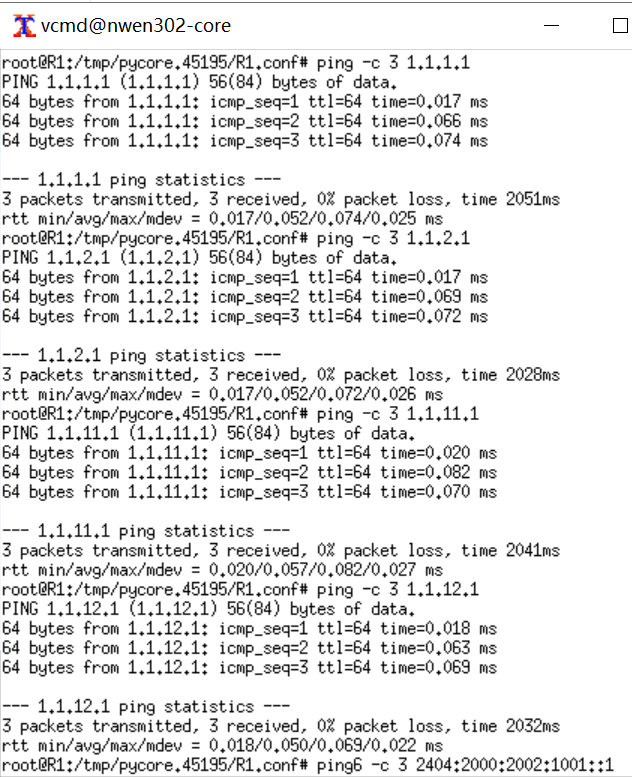 vcmd@nwen302-core
root@R1:/tmp/pycore.45195/R1.conf# ping -c 3 1.1.1.1
PING 1.1.1.1 (1.1.1.1) 56(84) bytes of data.
64 bytes from 1.1.1.1: icmp_seq=1 ttl=64 time=0.017 ms
64 bytes from 1.1.1.1: icmp_seq=2 ttl=64 time=0.066 ms
64 bytes from 1.1.1.1: icmp_seq=3 ttl=64 time=0.074 ms
--- 1.1.1.1 ping statistics ---
3 packets transmitted, 3 received, 0% packet loss, time 2051ms
rtt min/avg/max/mdev = 0.017/0.052/0.074/0.025 ms
root@R1:/tmp/pycore.45195/R1.conf# ping -c 3 1.1.2.1
PING 1.1.2.1 (1.1.2.1) 56(84) bytes of data.
64 bytes from 1.1.2.1: icmp_seq=1 ttl=64 time=0.017 ms
64 bytes from 1.1.2.1: icmp_seq=2 ttl=64 time=0.069 ms
64 bytes from 1.1.2.1: icmp_seq=3 ttl=64 time=0.072 ms
--- 1.1.2.1 ping statistics ---
3 packets transmitted, 3 received, 0% packet loss, time 2028ms
rtt min/avg/max/mdev = 0.017/0.052/0.072/0.026 ms
root@R1:/tmp/pycore.45195/R1.conf# ping -c 3 1.1.11.1
PING 1.1.11.1 (1.1.11.1) 56(84) bytes of data.
64 bytes from 1.1.11.1: icmp_seq=1 ttl=64 time=0.020 ms
64 bytes from 1.1.11.1: icmp_seq=2 ttl=64 time=0.082 ms
64 bytes from 1.1.11.1: icmp_seq=3 ttl=64 time=0.070 ms
--- 1.1.11.1 ping statistics ---
3 packets transmitted, 3 received, 0% packet loss, time 2041ms
rtt min/avg/max/mdev = 0.020/0.057/0.082/0.027 ms
root@R1:/tmp/pycore.45195/R1.conf# ping -c 3 1.1.12.1
PING 1.1.12.1 (1.1.12.1) 56(84) bytes of data.
64 bytes from 1.1.12.1: icmp_seq=1 ttl=64 time=0.018 ms
64 bytes from 1.1.12.1: icmp_seq=2 ttl=64 time=0.063 ms
64 bytes from 1.1.12.1: icmp_seq=3 ttl=64 time=0.069 ms
--- 1.1.12.1 ping statistics ---
3 packets transmitted, 3 received, 0% packet loss, time 2032ms
rtt min/avg/max/mdev = 0.018/0.050/0.069/0.022 ms
root@R1:/tmp/pycore.45195/R1.conf# ping6 -c 3 2404:2000:2002:1001::1